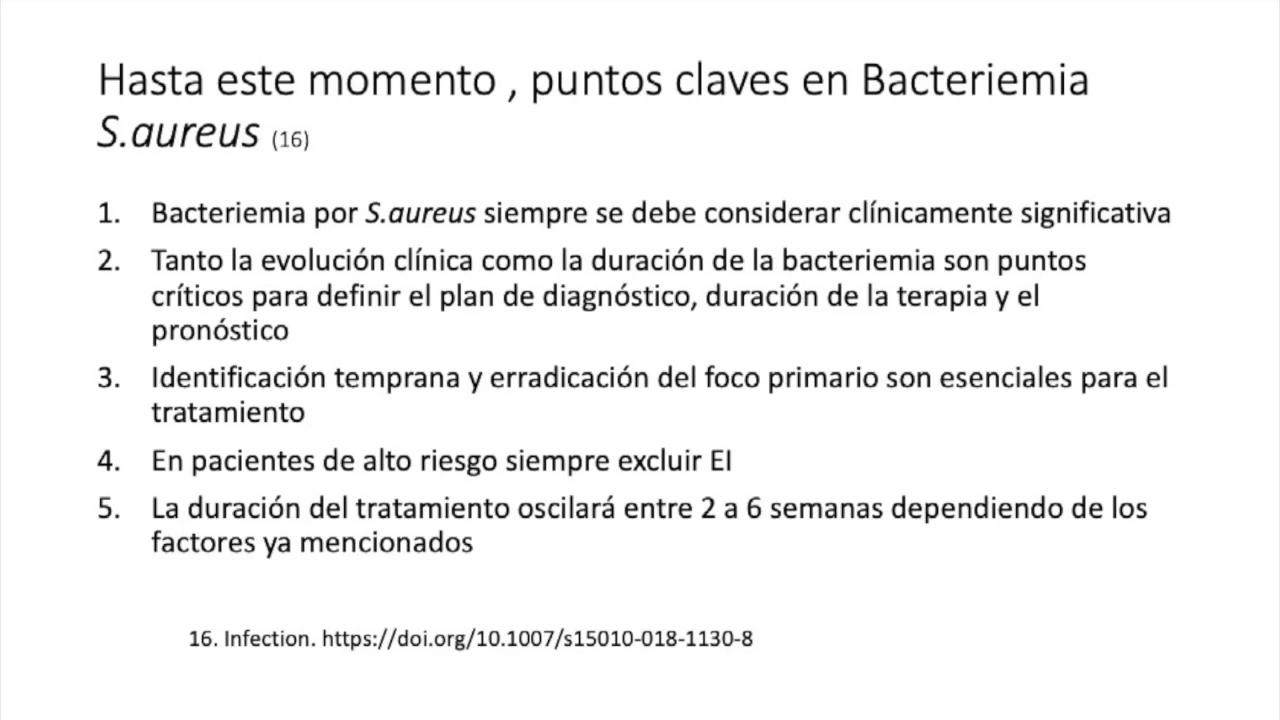 Hasta este momento , puntos claves en Bacteriemia
S.aureus (16)
1. Bacteriemia por S.aureus siempre se debe considerar clínicamente significativa
2. Tanto la evolución clínica como la duración de la bacteriemia son puntos
críticos para definir el plan de diagnóstico, duración de la terapia y el
pronóstico
3. Identificación temprana y erradicación del foco primario son esenciales para el
tratamiento
4. En pacientes de alto riesgo siempre excluir EI
5. La duración del tratamiento oscilará entre 2 a 6 semanas dependiendo de los
factores ya mencionados
16. Infection. https://doi.org/10.1007/s15010-018-1130-8